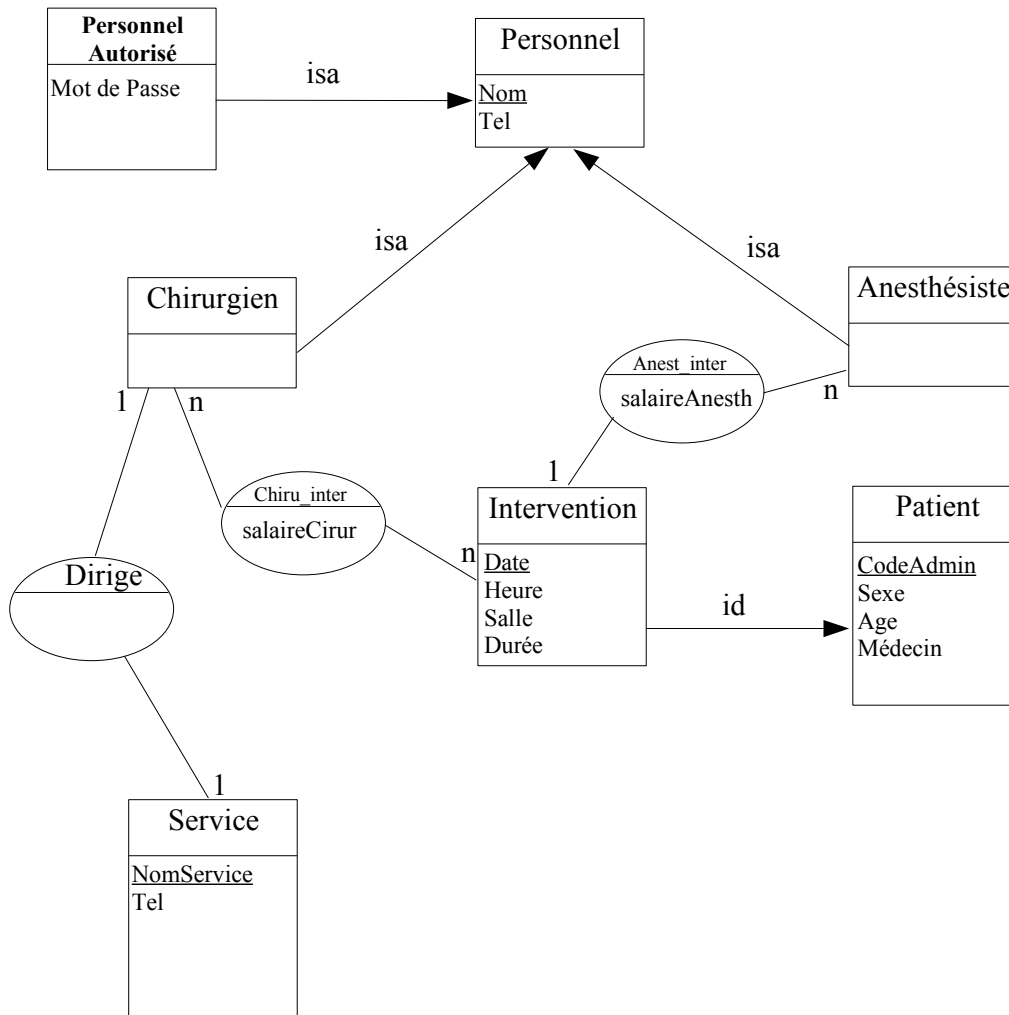 Personnel
Autorisé
Mot de Passe
isa
Personnel
Nom
Tel
isa
isa
Chirurgien
Anesthésiste
1
n
Anest_inter
salaireAnesth
n
1
Chiru_inter
salaireCirur
n
Intervention
Date
Heure
Salle
Durée
id
Patient
CodeAdmin
Sexe
Age
Médecin
Dirige
1
Service
NomService
Tel